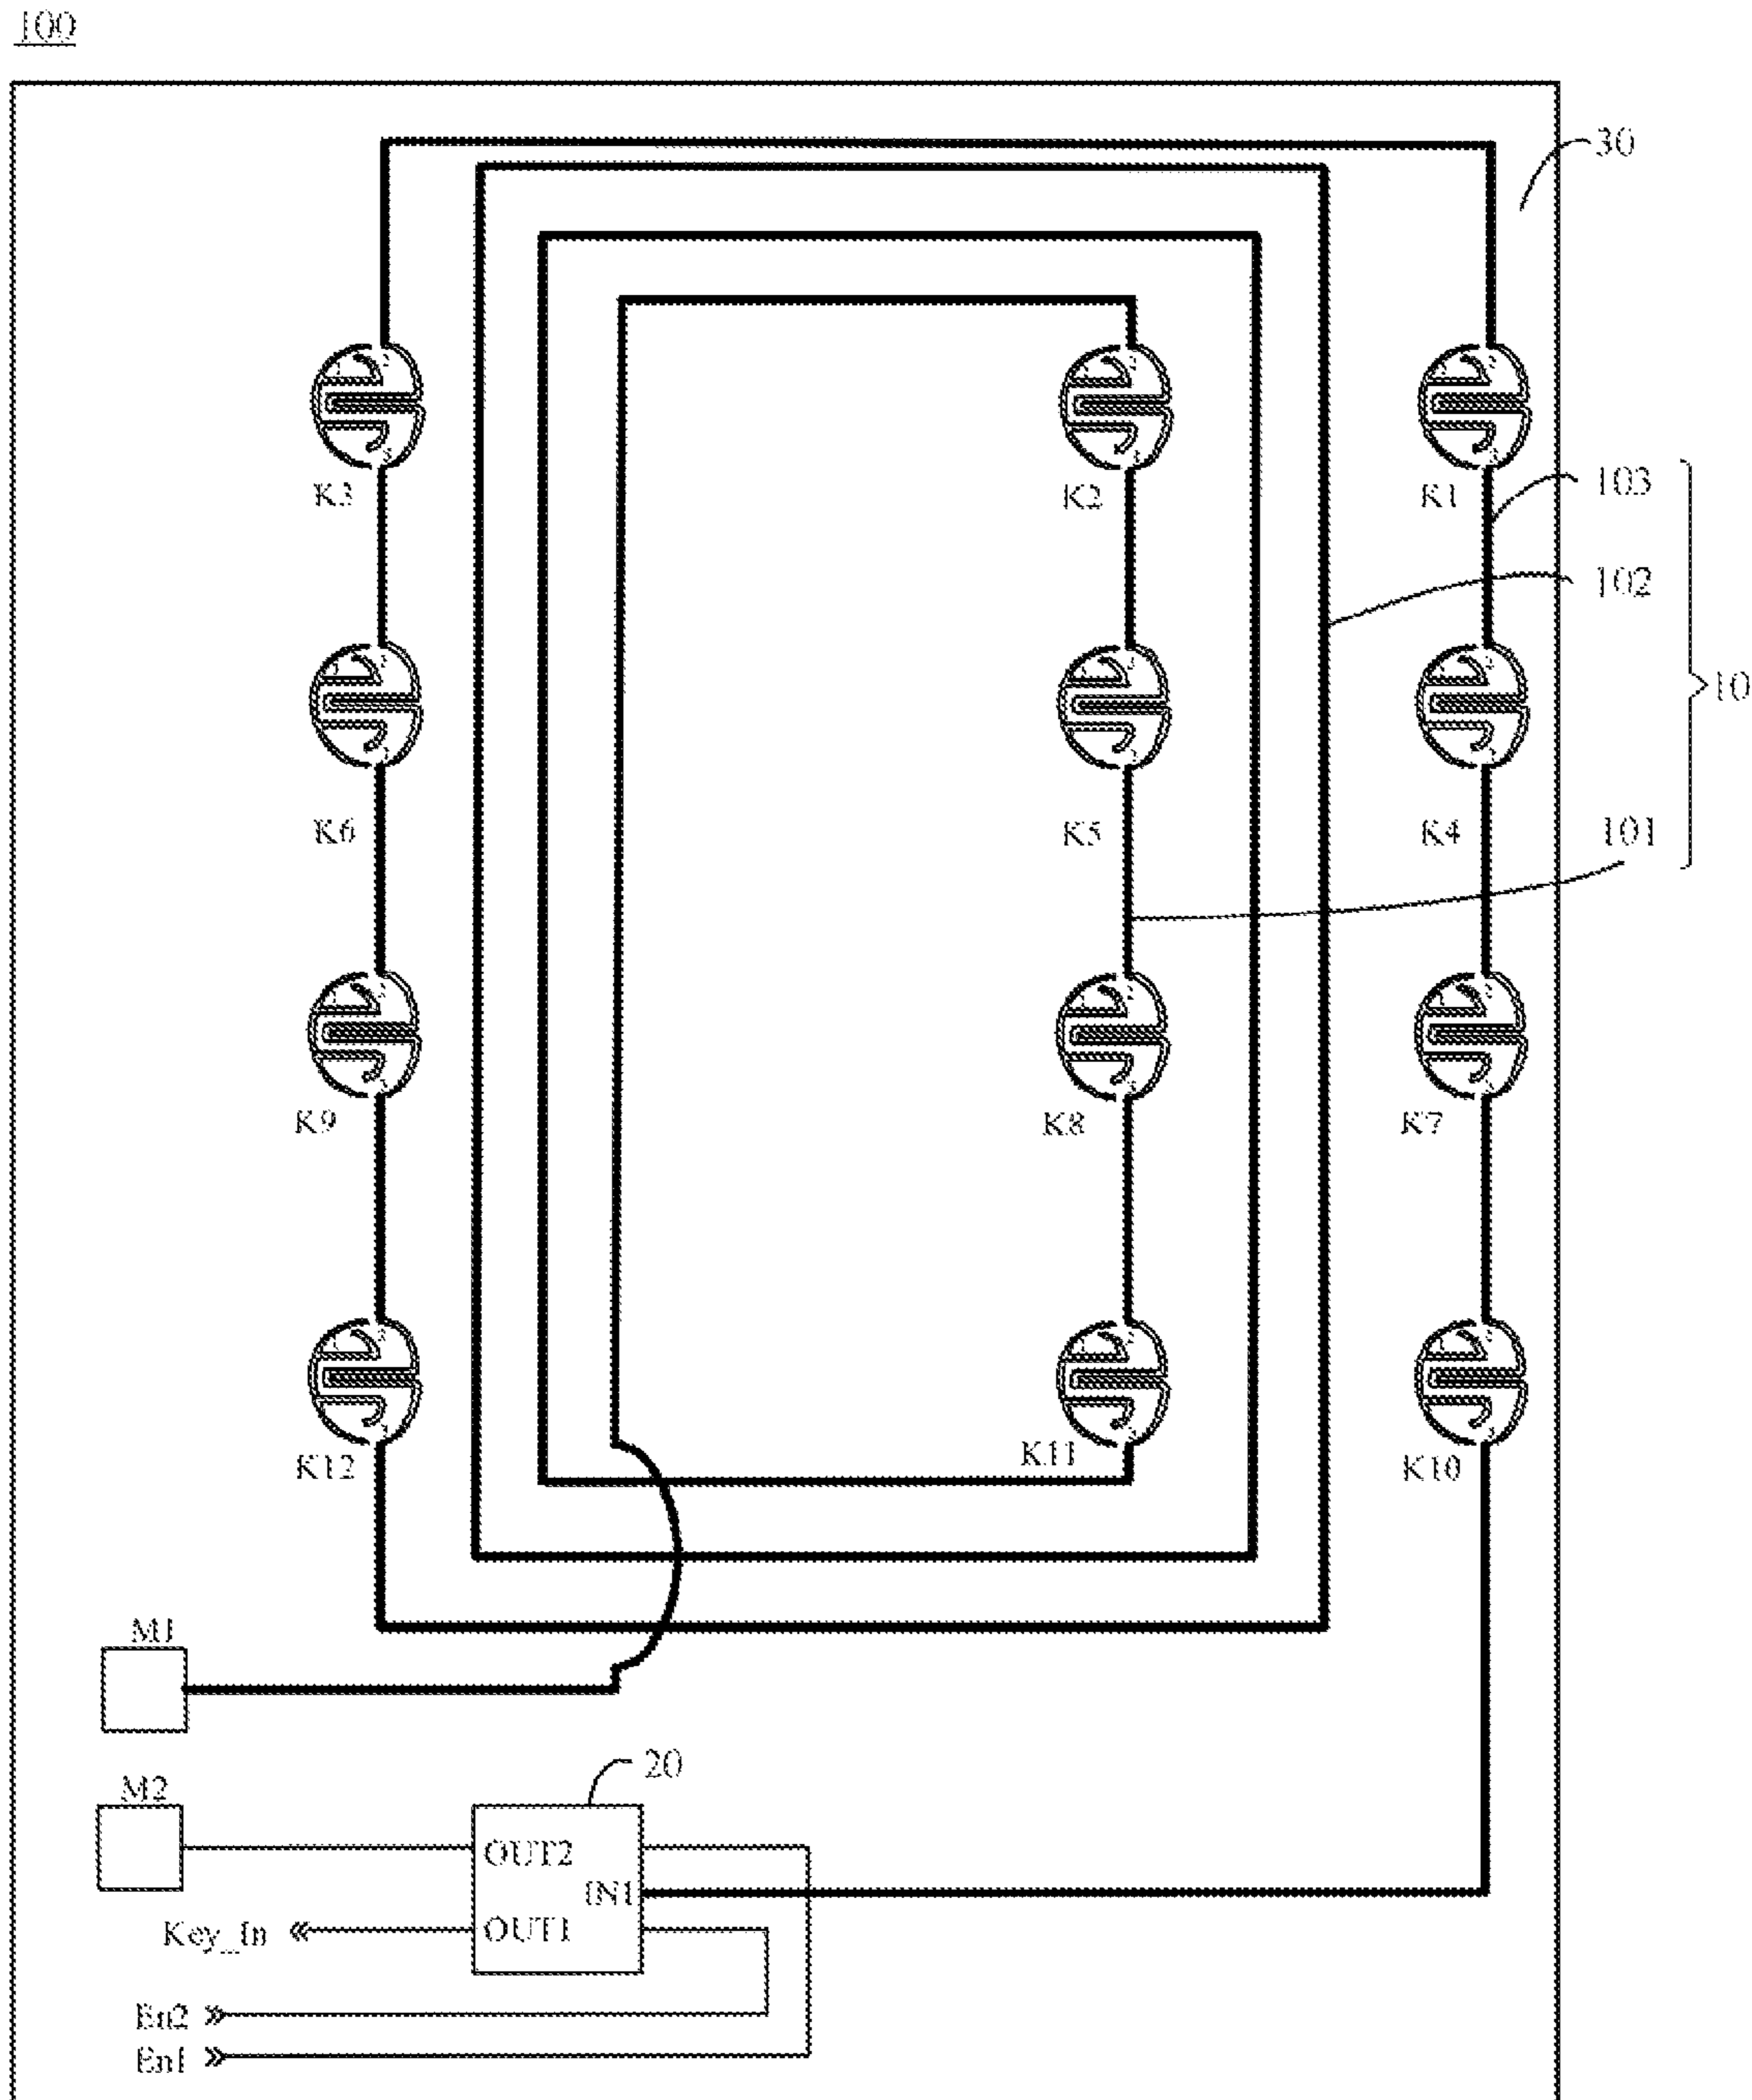 100
30
K3 K2 K1
103
102
10
K6 K5 K4
101
K9 K8 K7
K12 K11 K10
M1
20
M2
OUT2
IN1
Key_In OUT1
En2
En1